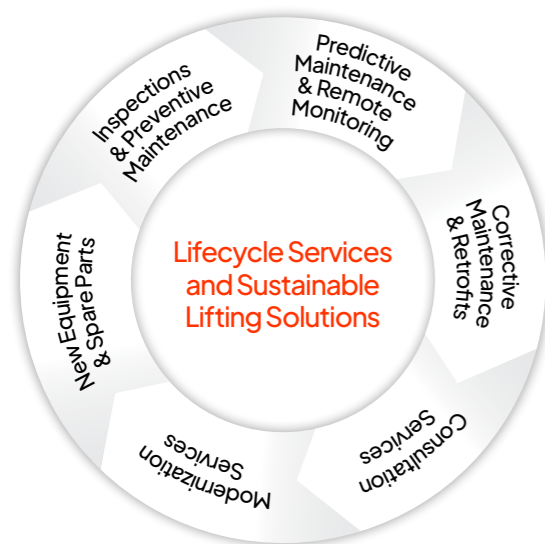 Predictive
Maintenance
& Remote
Monitoring
Corrective
Maintenance
& Retrofits
Consultation
Services
Modernization
Services
New Equipment
& Spare Parts
Inspections
& Preventive
Maintenance
Lifecycle Services
and Sustainable
Lifting Solutions